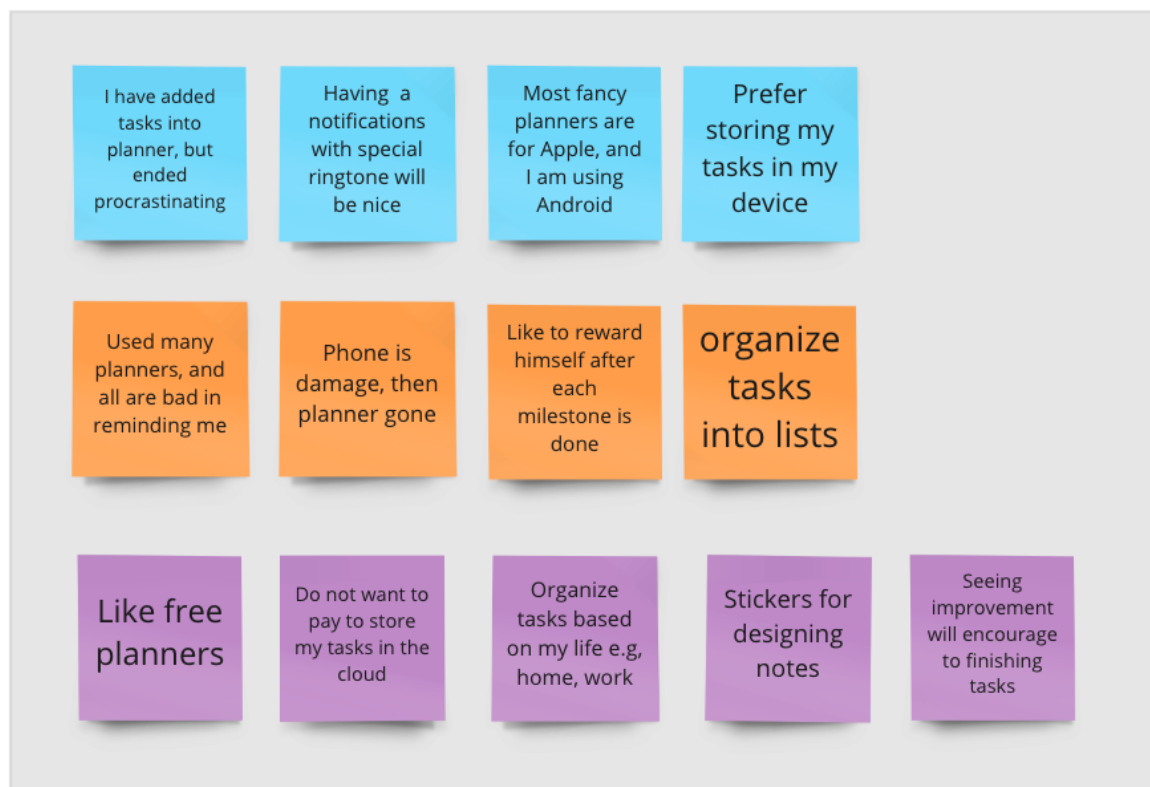 I have added
tasks into
planner, but
ended
procrastinating
Having a
notifications
with special
ringtone will
be nice
Most fancy
planners are
for Apple, and
I am using
Android
Prefer
storing my
tasks in my
device
Used many
planners, and
all are bad in
reminding me
Phone is
damage, then
planner gone
Like to reward
himself after
each
milestone is
done
organize
tasks
into lists
Like free
planners
Do not want to
pay to store
my tasks in the
cloud
Organize
tasks based
on my life e.g,
home, work
Stickers for
designing
notes
Seeing
improvement
will encourage
to finishing
tasks